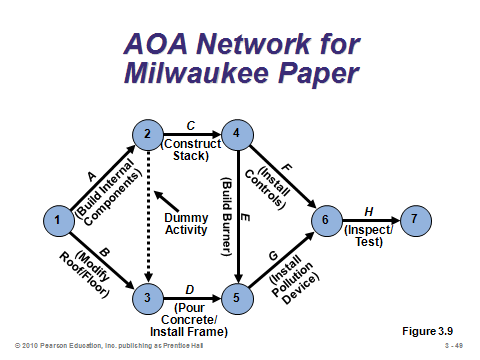 AOA Network for
Milwaukee Paper
C
2
4
(Construct
Stack)
A
(Build Internal
Components)
F
(Install
Controls)
1
Dummy
Activity
E
(Build Burner)
6
H
7
(Inspect/
Test)
B
(Modify
Roof/Floor)
G
(Install
Pollution
Device)
3
D
5
(Pour
Concrete/
Install Frame)
Figure 3.9
© 2010 Pearson Education, Inc. publishing as Prentice Hall
3 - 49